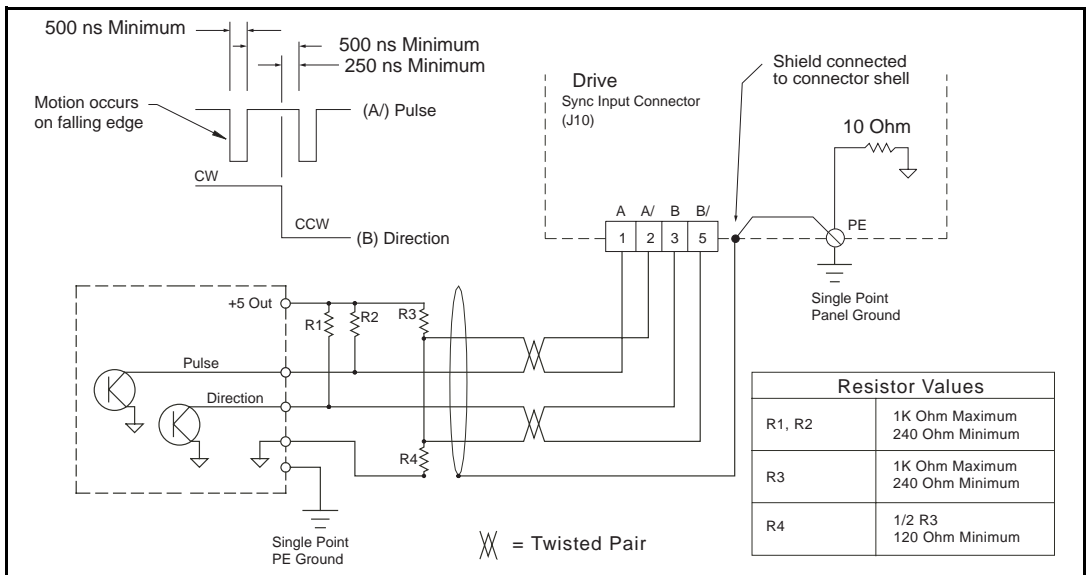 500 ns Minimum
500 ns Minimum
250 ns Minimum
Motion occurs
on falling edge
(A/) Pulse
CW
CCW
(B) Direction
Shield connected
to connector shell
Drive
Sync Input Connector
(J10)
10 Ohm
A A/ B B/
1 2 3 5
PE
Single Point
Panel Ground
+5 Out
R1
R2
R3
Pulse
Direction
R4
Single Point
PE Ground
= Twisted Pair
Resistor Values
R1, R2
1K Ohm Maximum
240 Ohm Minimum
R3
1K Ohm Maximum
240 Ohm Minimum
R4
1/2 R3
120 Ohm Minimum